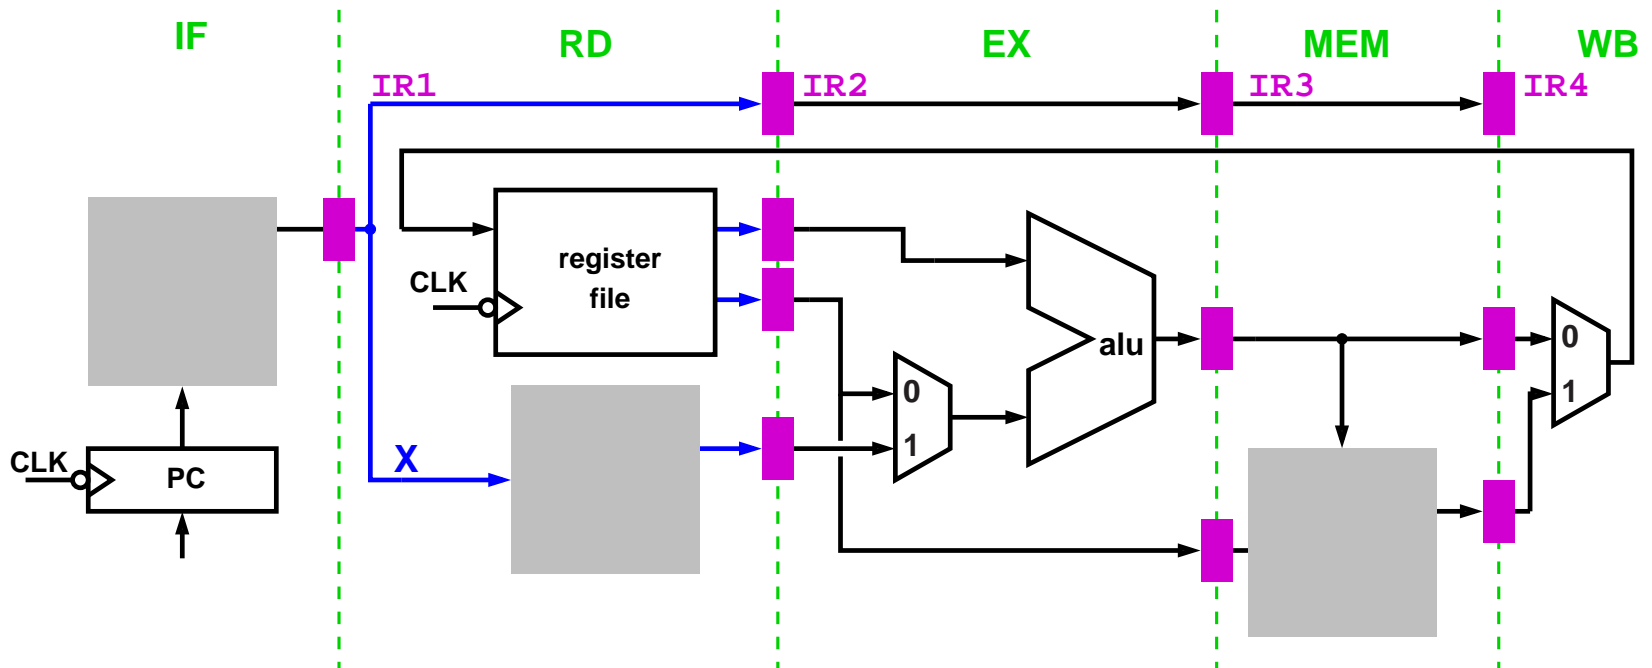 IF
RD
EX
MEM
WB
IR1
IR2
IR3
IR4
register
file
CLK
alu
0
1
0
1
X
CLK
PC